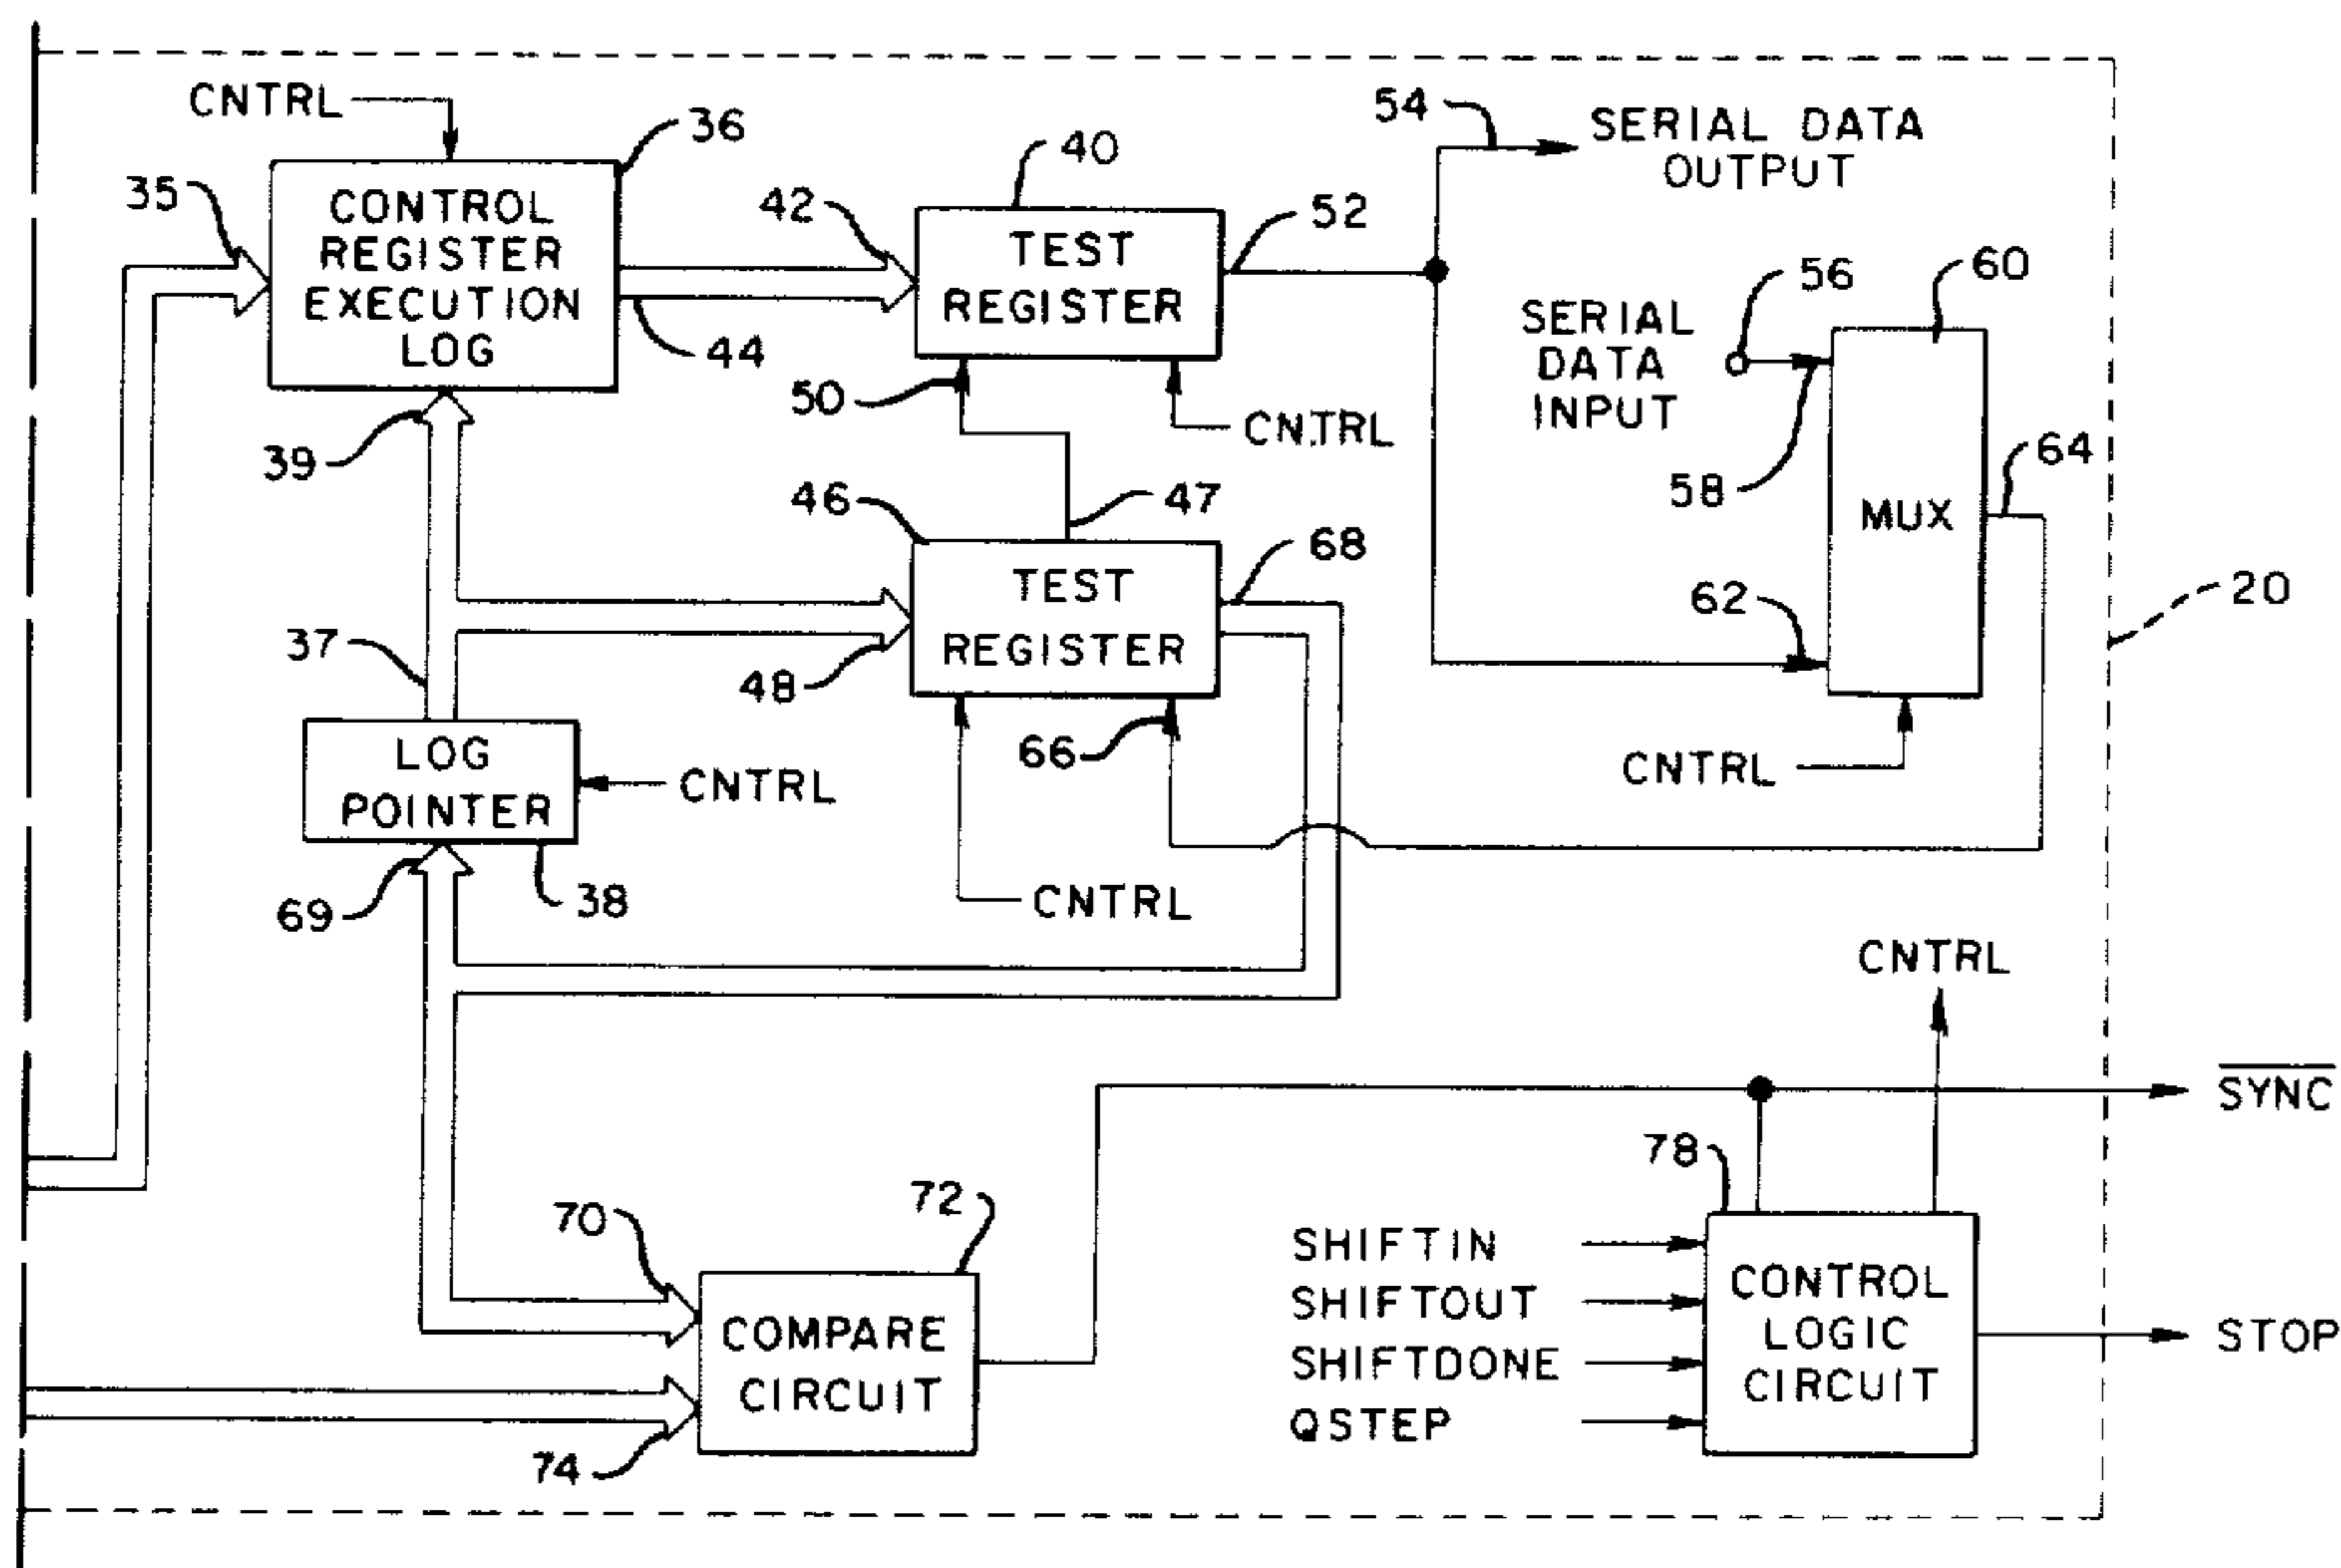 CNTRL
36
35
CONTROL
REGISTER
EXECUTION
LOG
42
44
39
40
TEST
REGISTER
52
50
CNTRL
54
SERIAL DATA
OUTPUT
56
SERIAL
DATA
INPUT
58
60
MUX
64
62
CNTRL
20
46
47
TEST
REGISTER
68
48
66
CNTRL
37
LOG
POINTER
CNTRL
69
38
CNTRL
SYNC
70
72
COMPARE
CIRCUIT
74
78
SHIFTIN
SHIFTOUT
SHIFTDONE
QSTEP
CONTROL
LOGIC
CIRCUIT
STOP